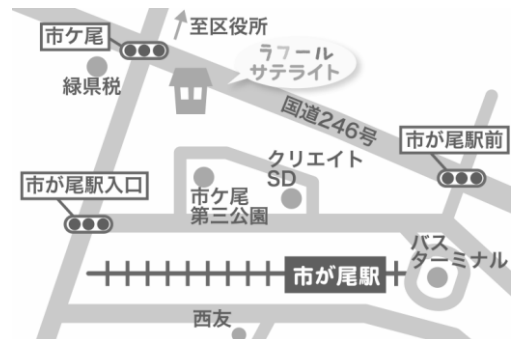 至区役所
市ケ尾
ラフール
サテライト
緑県税
国道246号
市が尾駅前
クリエイト
SD
市が尾駅入口
市ケ尾
第三公園
バス
ターミナル
市が尾駅
西友